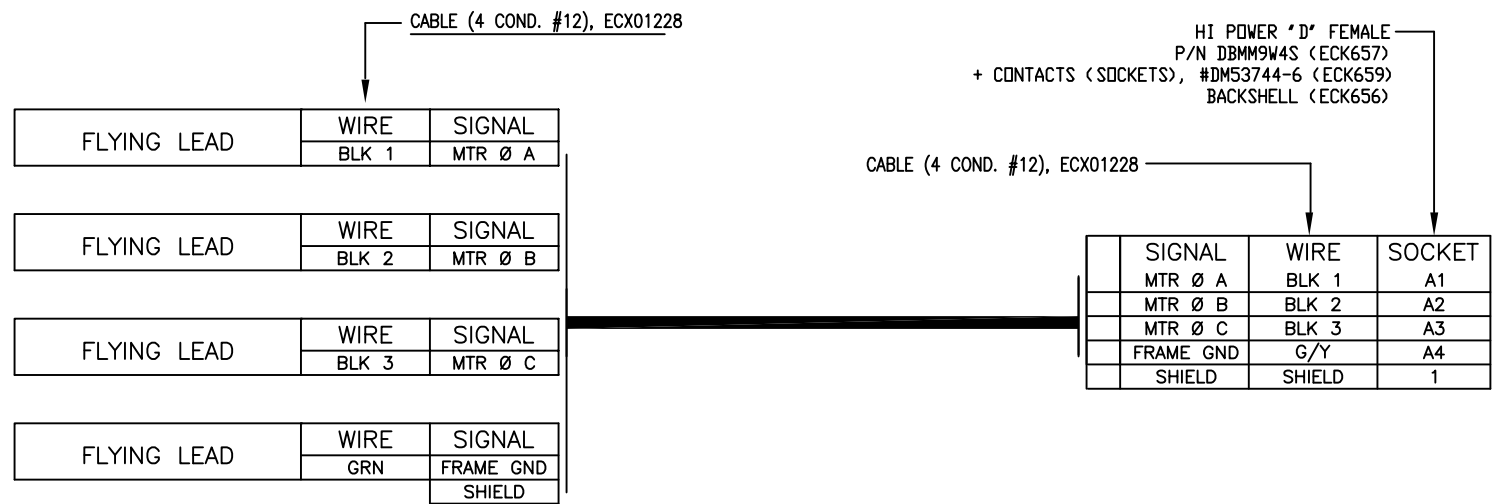 CABLE (4 COND. #12), ECX01228
HI POWER "D" FEMALE
P/N DBMM9W4S (ECK657)
+ CONTACTS (SOCKETS), #DM53744-6 (ECK659)
BACKSHELL (ECK656)
FLYING LEAD WIRE SIGNAL
BLK 1 MTR Ø A
CABLE (4 COND. #12), ECX01228
FLYING LEAD WIRE SIGNAL
BLK 2 MTR Ø B
FLYING LEAD WIRE SIGNAL
BLK 3 MTR Ø C
FLYING LEAD WIRE SIGNAL
GRN FRAME GND
SHIELD
SIGNAL WIRE SOCKET
MTR Ø A BLK 1 A1
MTR Ø B BLK 2 A2
MTR Ø C BLK 3 A3
FRAME GND G/Y A4
SHIELD SHIELD 1